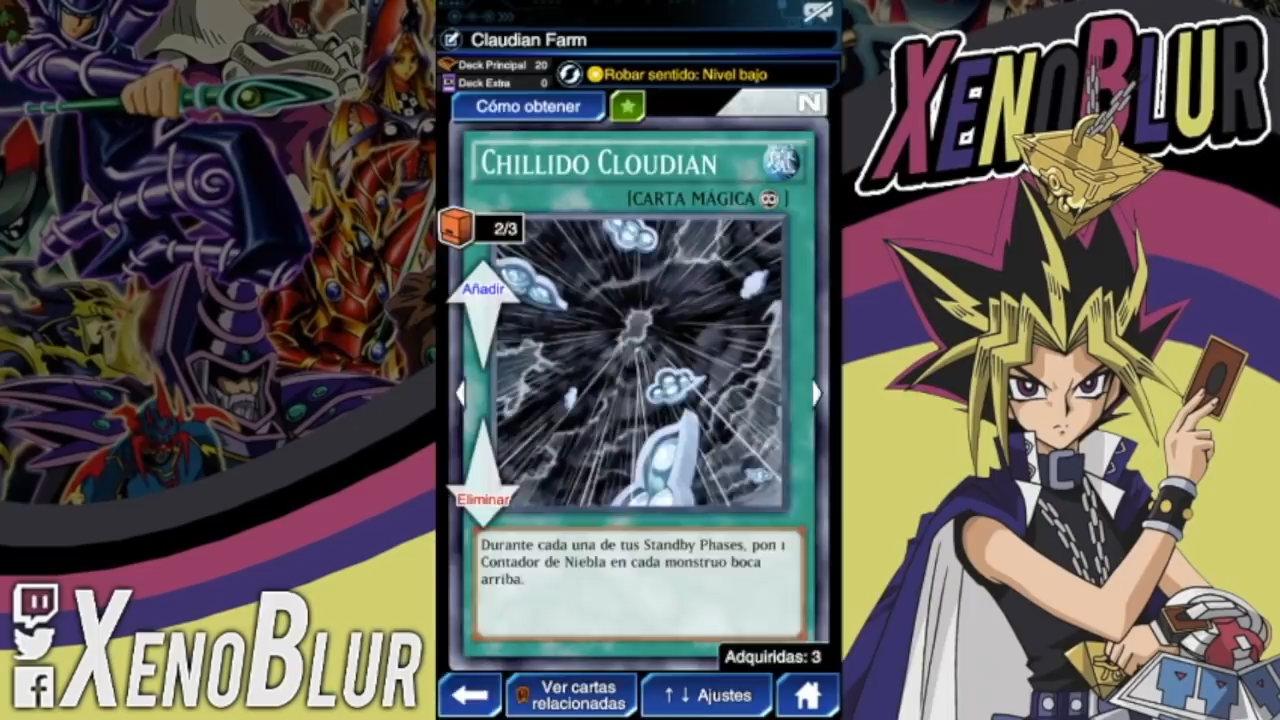 Claudian Farm
Deck Principal 20
Deck Extra 0
Robar sentido: Nivel bajo
Cómo obtener
N
CHILLIDO CLOUDIAN
[CARTA MÁGICA ]
2/3
Añadir
Eliminar
Durante cada una de tus Standby Phases, pon 1
Contador de Niebla en cada monstruo boca
arriba.
Adquiridas: 3
Ver cartas
relacionadas
↑↓ Ajustes
XENOBLUR
XENOBLUR